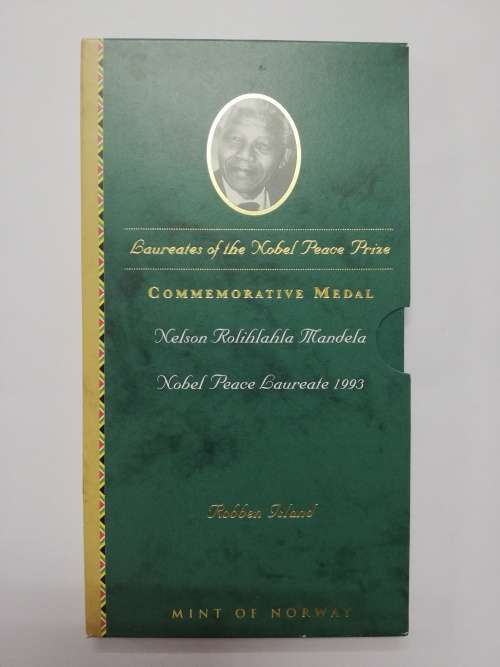 Laureates of the Nobel Peace Prize
COMMEMORATIVE MEDAL
Nelson Rolihlahla Mandela
Nobel Peace Laureate 1993
Robben Island
MINT OF NORWAY